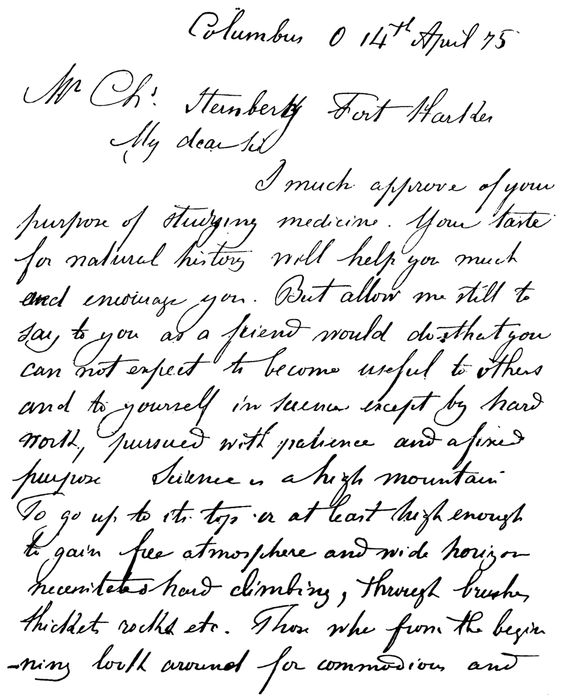 Columbus O 14th April 75
Mr Chs. Sternberg Fort Harker
My dear Sir
I much approve of your
purpose of studying medicine. Your taste
for natural history will help you much
and encourage you. But allow me still to
say to you as a friend would do that you
can not expect to become useful to others
and to yourself in science except by hard
work, pursued with patience and a fixed
purpose Science is a high mountain
To go up to its top or at least high enough
to gain free atmosphere and wide horizon
necessitates hard climbing, through brushes
thickets rocks etc. Those who from the begin
-ning look around for commodious and